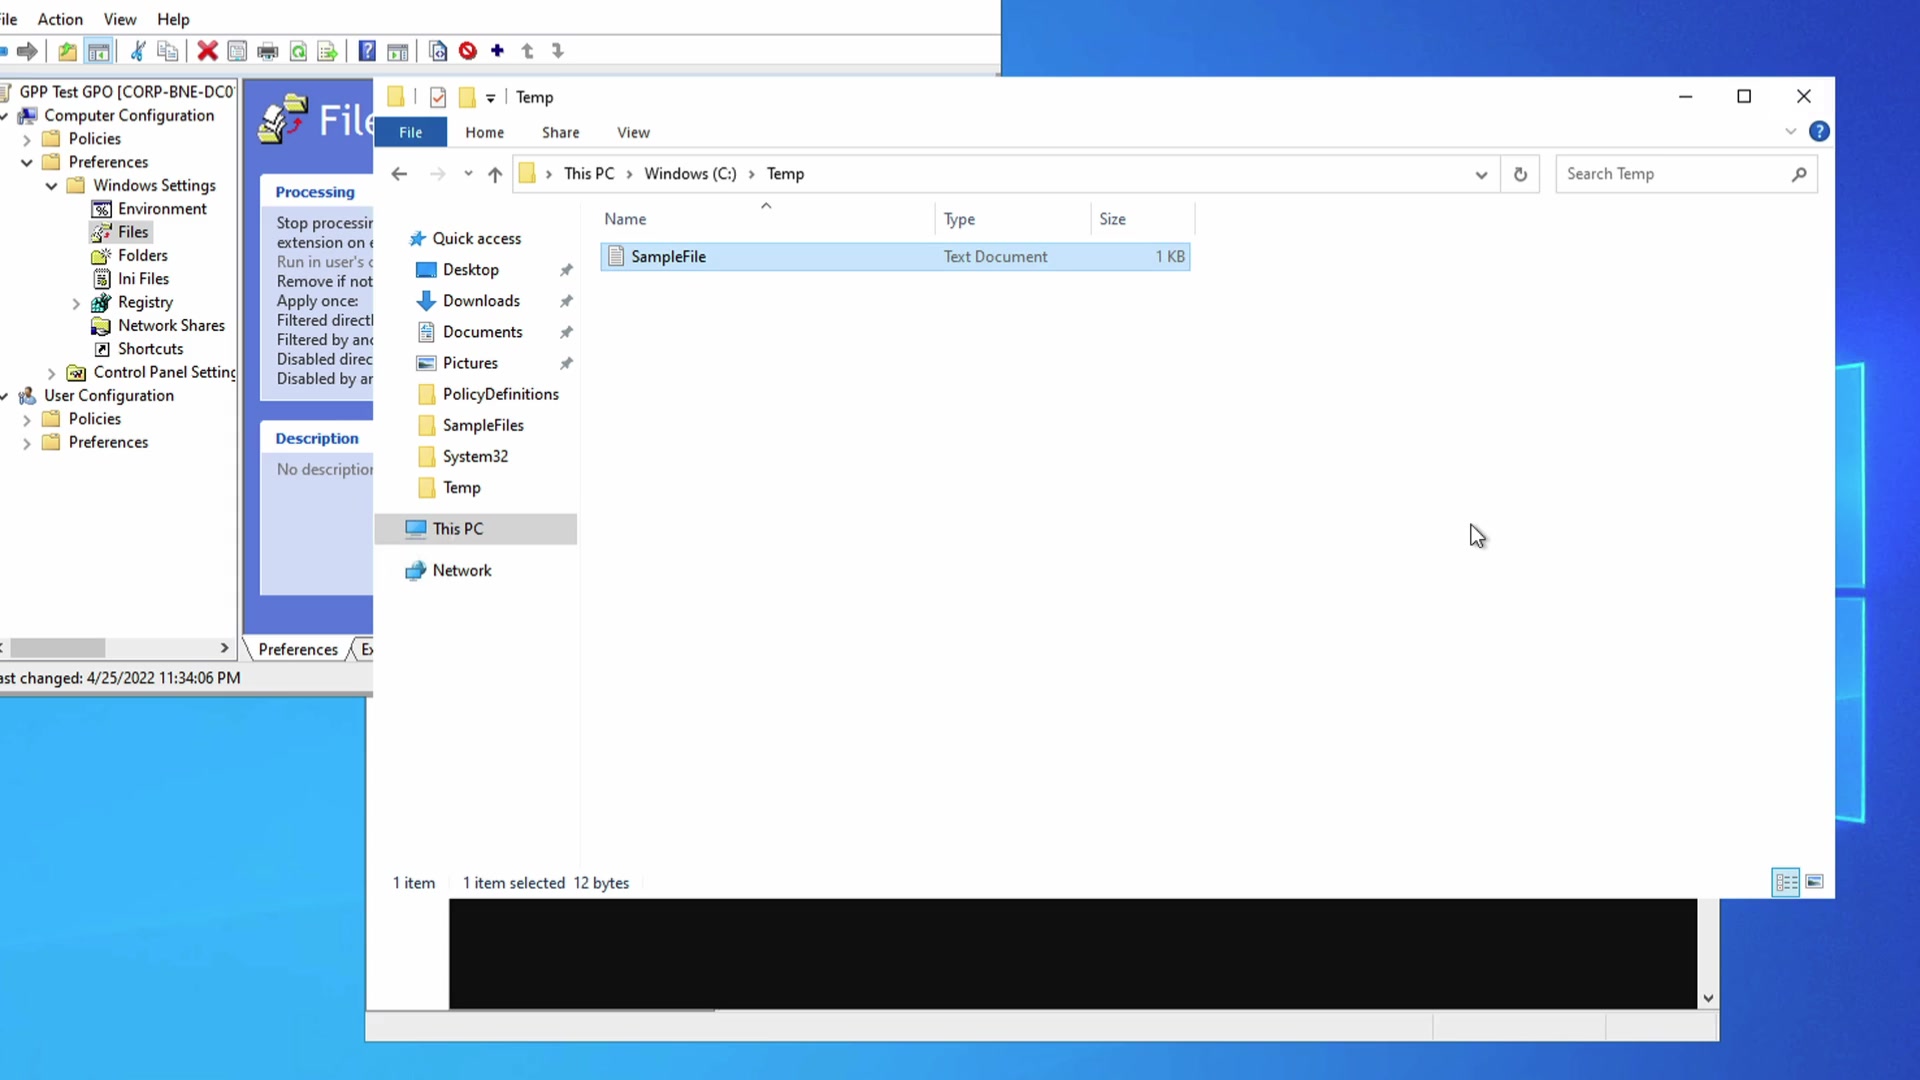 File Action View Help
GPP Test GPO [CORP-BNE-DC0
Computer Configuration
Policies
Preferences
Windows Settings
Environment
Files
Folders
Ini Files
Registry
Network Shares
Shortcuts
Control Panel Setting
User Configuration
Policies
Preferences
File
Processing
Stop processin
extension on e
Run in user's c
Remove if not
Apply once:
Filtered directl
Filtered by ano
Disabled direc
Disabled by an
Description
No description
Preferences Ex
ast changed: 4/25/2022 11:34:06 PM
Temp
File Home Share View
This PC Windows (C:) Temp
Search Temp
Quick access
Desktop
Downloads
Documents
Pictures
PolicyDefinitions
SampleFiles
System32
Temp
This PC
Network
Name Type Size
SampleFile Text Document 1 KB
1 item 1 item selected 12 bytes